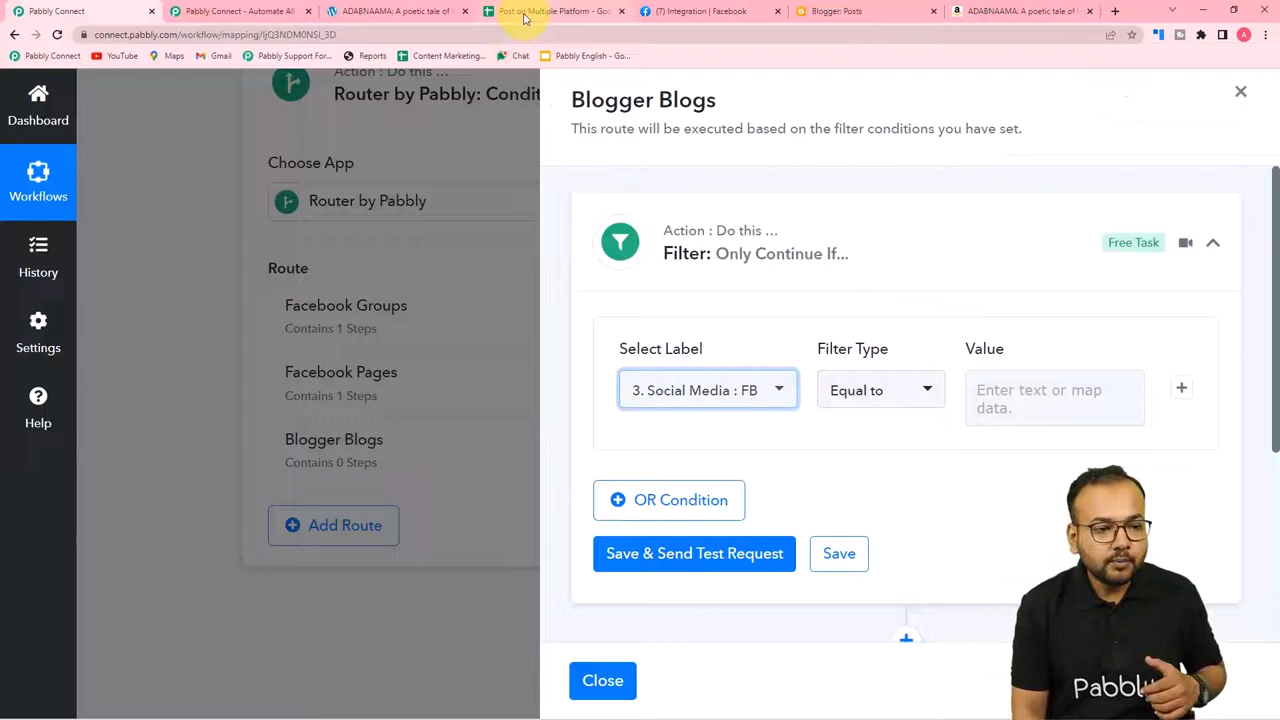 Pabbly Connect
Pabbly Connect - Automate All
ADABNAAMA: A poetic tale of l
Post on Multiple Platform - Goo
(7) Integration | Facebook
Blogger: Posts
ADABNAAMA: A poetic tale of l
connect.pabbly.com/workflow/mapping/IjQ3NDM0NSI_3D
A
Pabbly Connect
YouTube
Maps
Gmail
Pabbly Support For...
Reports
Content Marketing...
Chat
Pabbly English - Go...
Dashboard
Workflows
History
Settings
Help
Action : Do this ...
Router by Pabbly: Condit
Choose App
Router by Pabbly
Route
Facebook Groups
Contains 1 Steps
Facebook Pages
Contains 1 Steps
Blogger Blogs
Contains 0 Steps
Add Route
Blogger Blogs
This route will be executed based on the filter conditions you have set.
Action : Do this ...
Filter: Only Continue If...
Free Task
Select Label
Filter Type
Value
3. Social Media : FB
Equal to
Enter text or map
data.
OR Condition
Save & Send Test Request
Save
Close
Pabbly